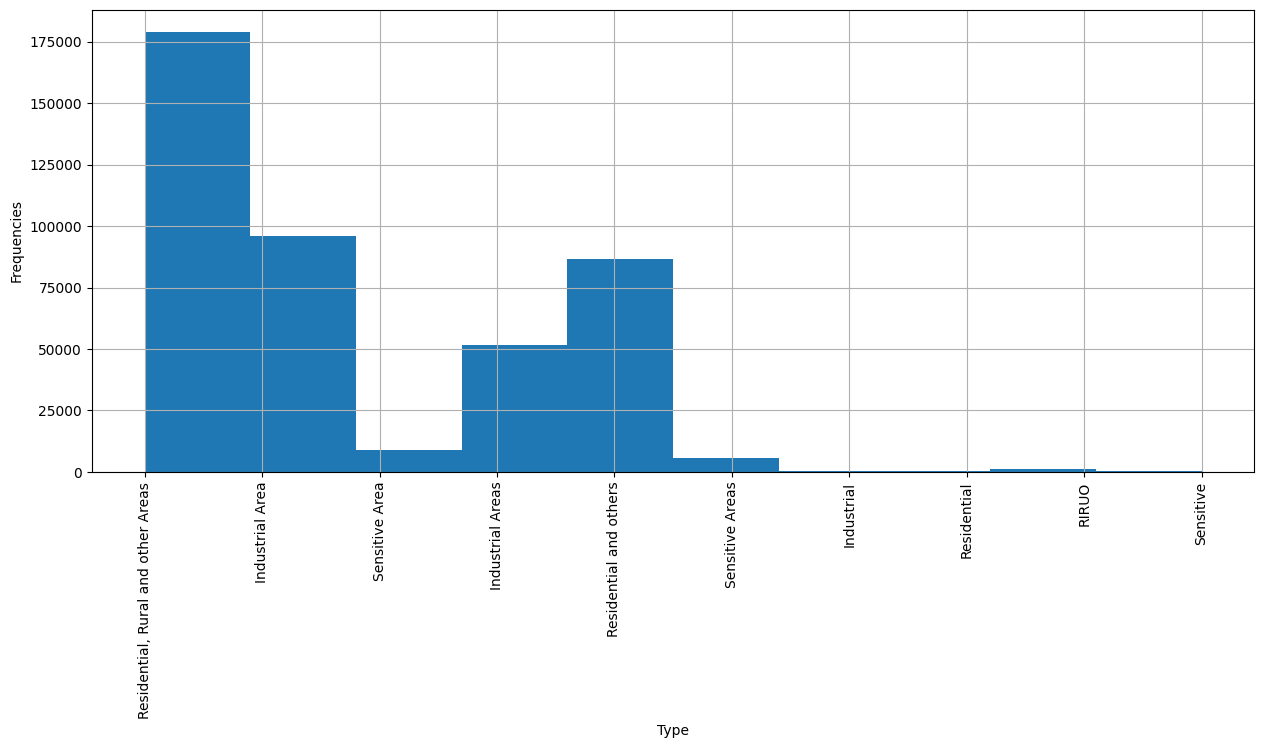 175000
150000
125000
100000
75000
50000
25000
0
Frequencies
Residential, Rural and other Areas
Industrial Area
Sensitive Area
Industrial Areas
Residential and others
Sensitive Areas
Industrial
Residential
RIRUO
Sensitive
Type